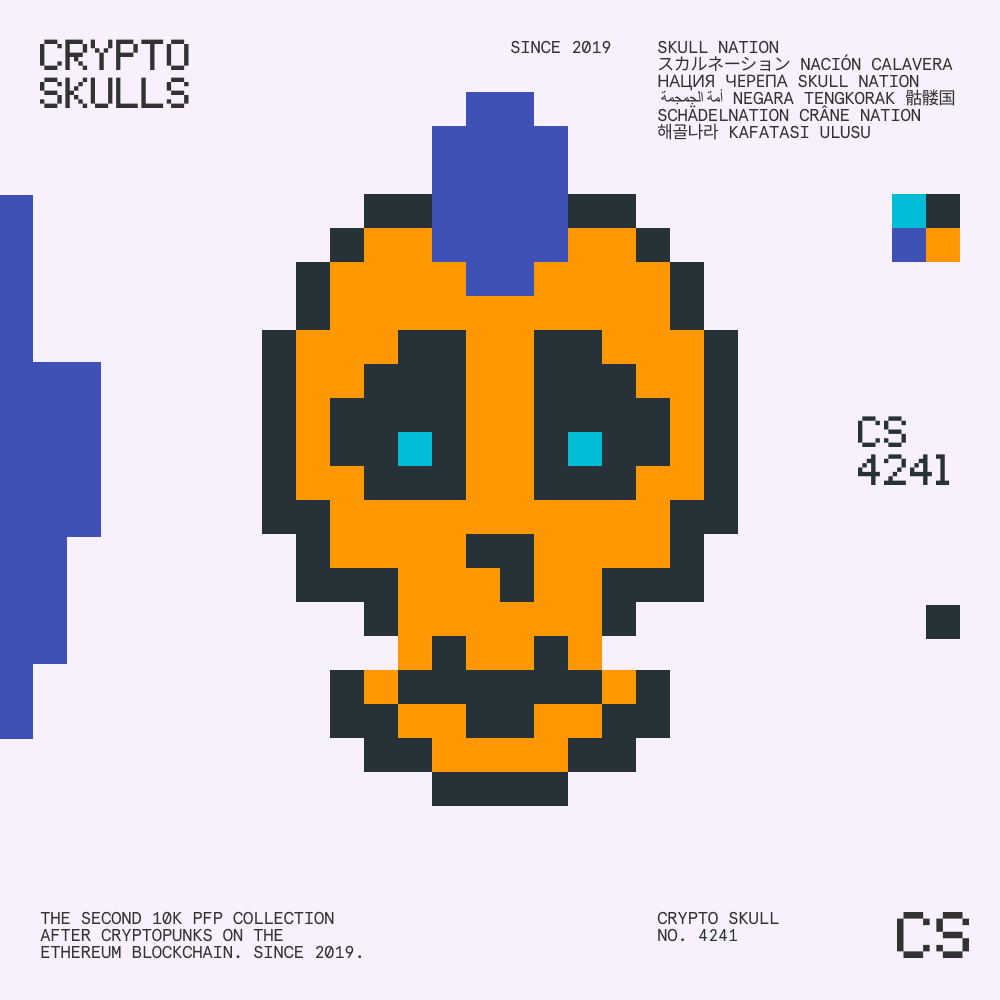 CRYPTO
SKULLS
SINCE 2019
SKULL NATION
スカルネーション NACIÓN CALAVERA
НАЦИЯ ЧЕРЕПА SKULL NATION
أمة الجمجمة NEGARA TENGKORAK 骷髅国
SCHÄDELNATION CRÂNE NATION
해골나라 KAFATASI ULUSU
CS
4241
THE SECOND 10K PFP COLLECTION
AFTER CRYPTOPUNKS ON THE
ETHEREUM BLOCKCHAIN. SINCE 2019.
CRYPTO SKULL
NO. 4241
CS